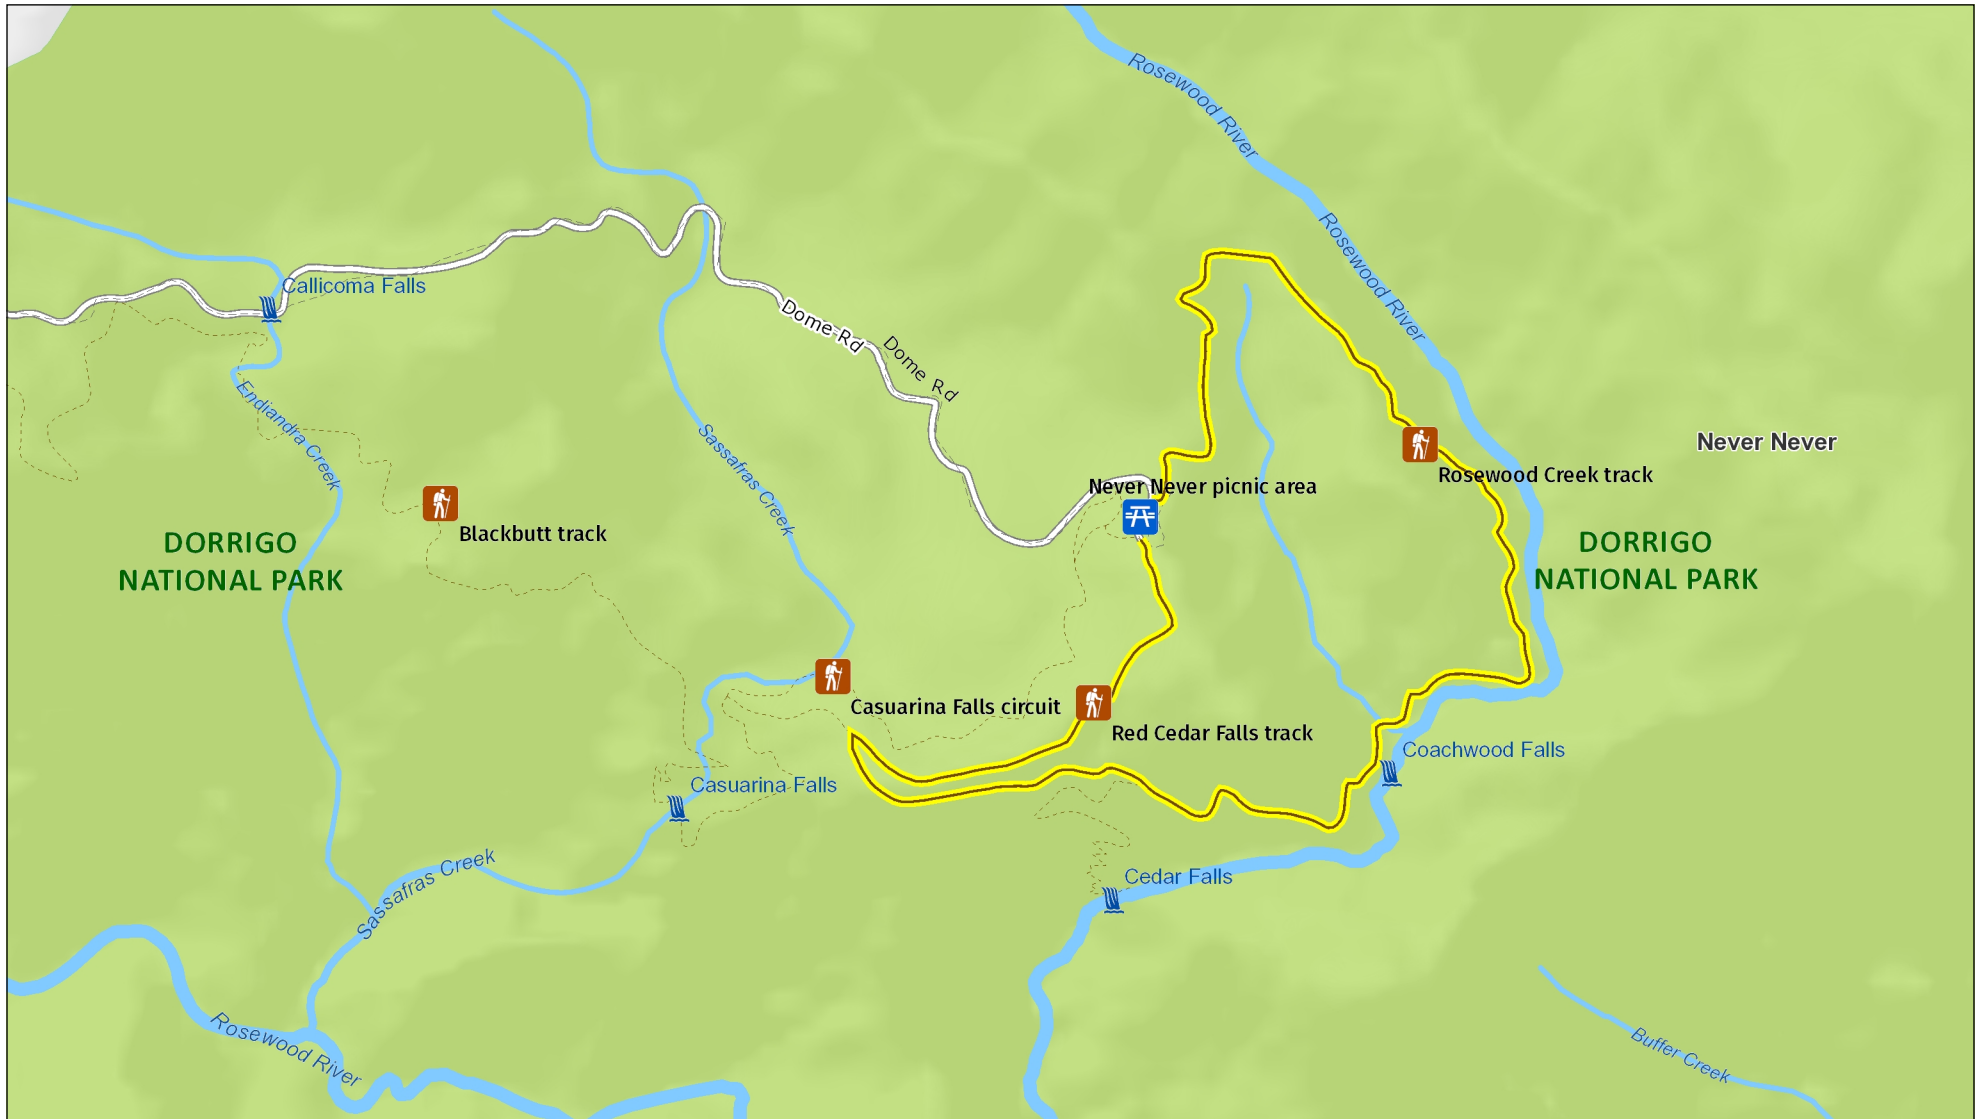 Rosewood River
Rosewood River
Callicoma Falls
Dome Rd
Dome Rd
Endiandra Creek
Sassafras Creek
Never Never
Rosewood Creek track
Never Never picnic area
Blackbutt track
DORRIGO
NATIONAL PARK
DORRIGO
NATIONAL PARK
Casuarina Falls circuit
Red Cedar Falls track
Coachwood Falls
Casuarina Falls
Sassafras Creek
Cedar Falls
Rosewood River
Buffer Creek